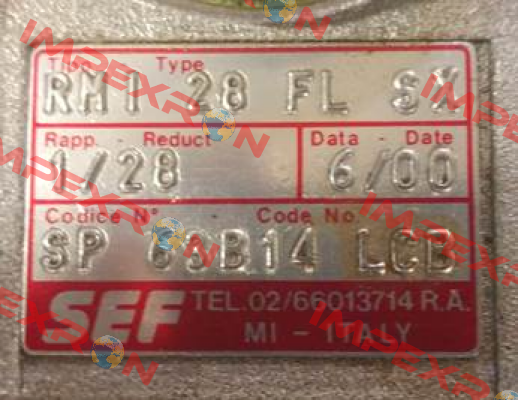 Tipo Type
RMI 28 FL SX
Rapp. - Reduct
1/28
Data - Date
6/00
Codice N° - Code No
SP 63B14 LCB
SEF TEL.02/66013714 R.A.
MI - ITALY
IMPEXRON